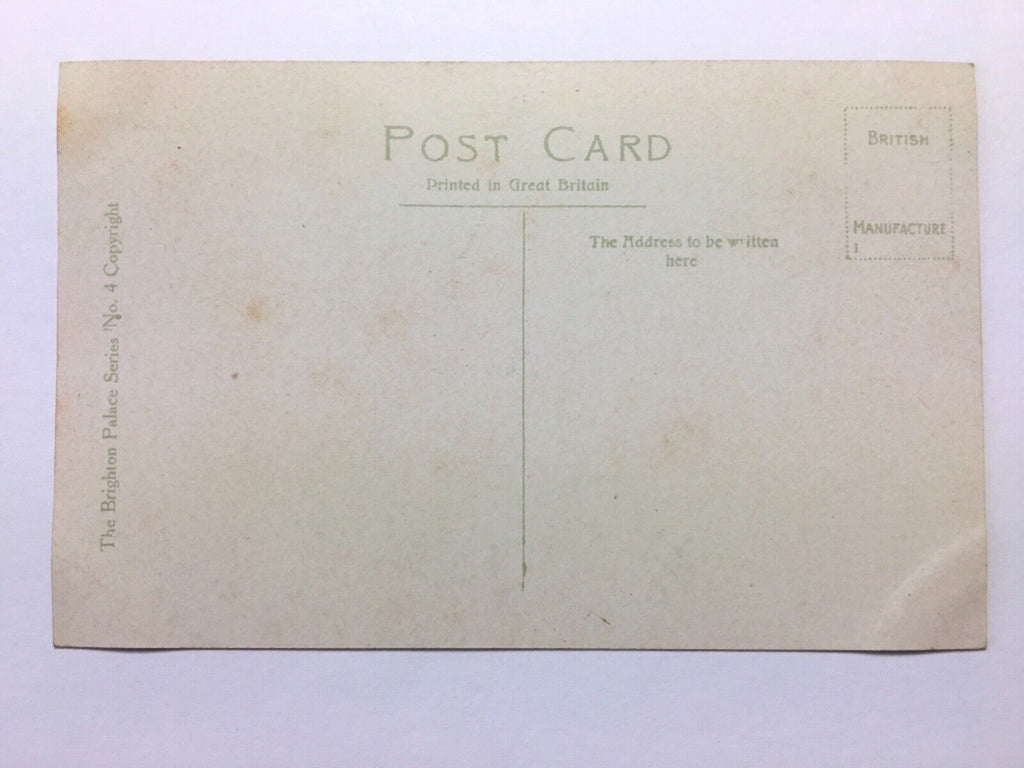 POST CARD
Printed in Great Britain
The Address to be written
here
BRITISH
MANUFACTURE
1
The Brighton Palace Series No. 4 Copyright